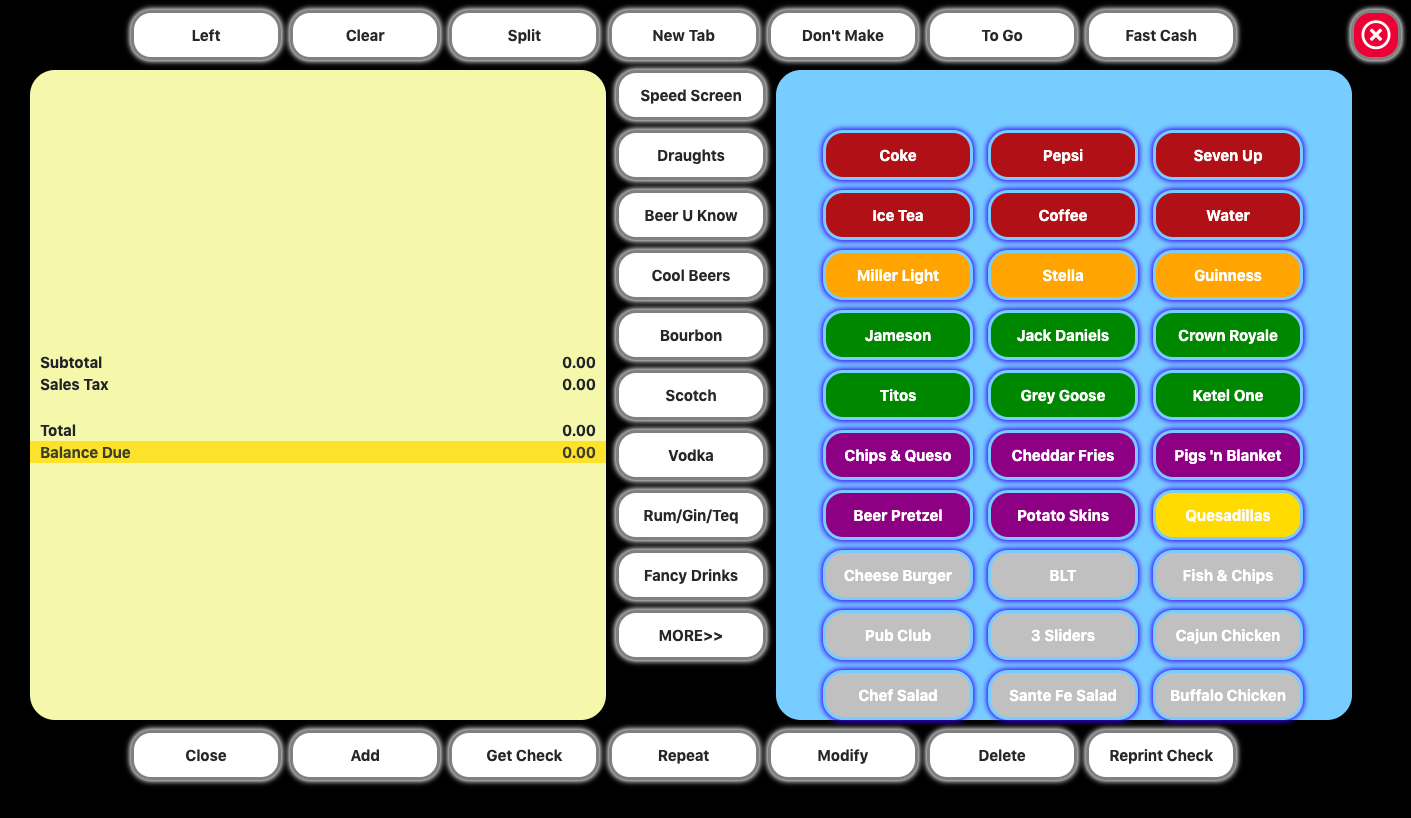 Left
Clear
Split
New Tab
Don't Make
To Go
Fast Cash
Subtotal 0.00
Sales Tax 0.00
Total 0.00
Balance Due 0.00
Speed Screen
Draughts
Beer U Know
Cool Beers
Bourbon
Scotch
Vodka
Rum/Gin/Teq
Fancy Drinks
MORE>>
Coke
Pepsi
Seven Up
Ice Tea
Coffee
Water
Miller Light
Stella
Guinness
Jameson
Jack Daniels
Crown Royale
Titos
Grey Goose
Ketel One
Chips & Queso
Cheddar Fries
Pigs 'n Blanket
Beer Pretzel
Potato Skins
Quesadillas
Cheese Burger
BLT
Fish & Chips
Pub Club
3 Sliders
Cajun Chicken
Chef Salad
Sante Fe Salad
Buffalo Chicken
Close
Add
Get Check
Repeat
Modify
Delete
Reprint Check